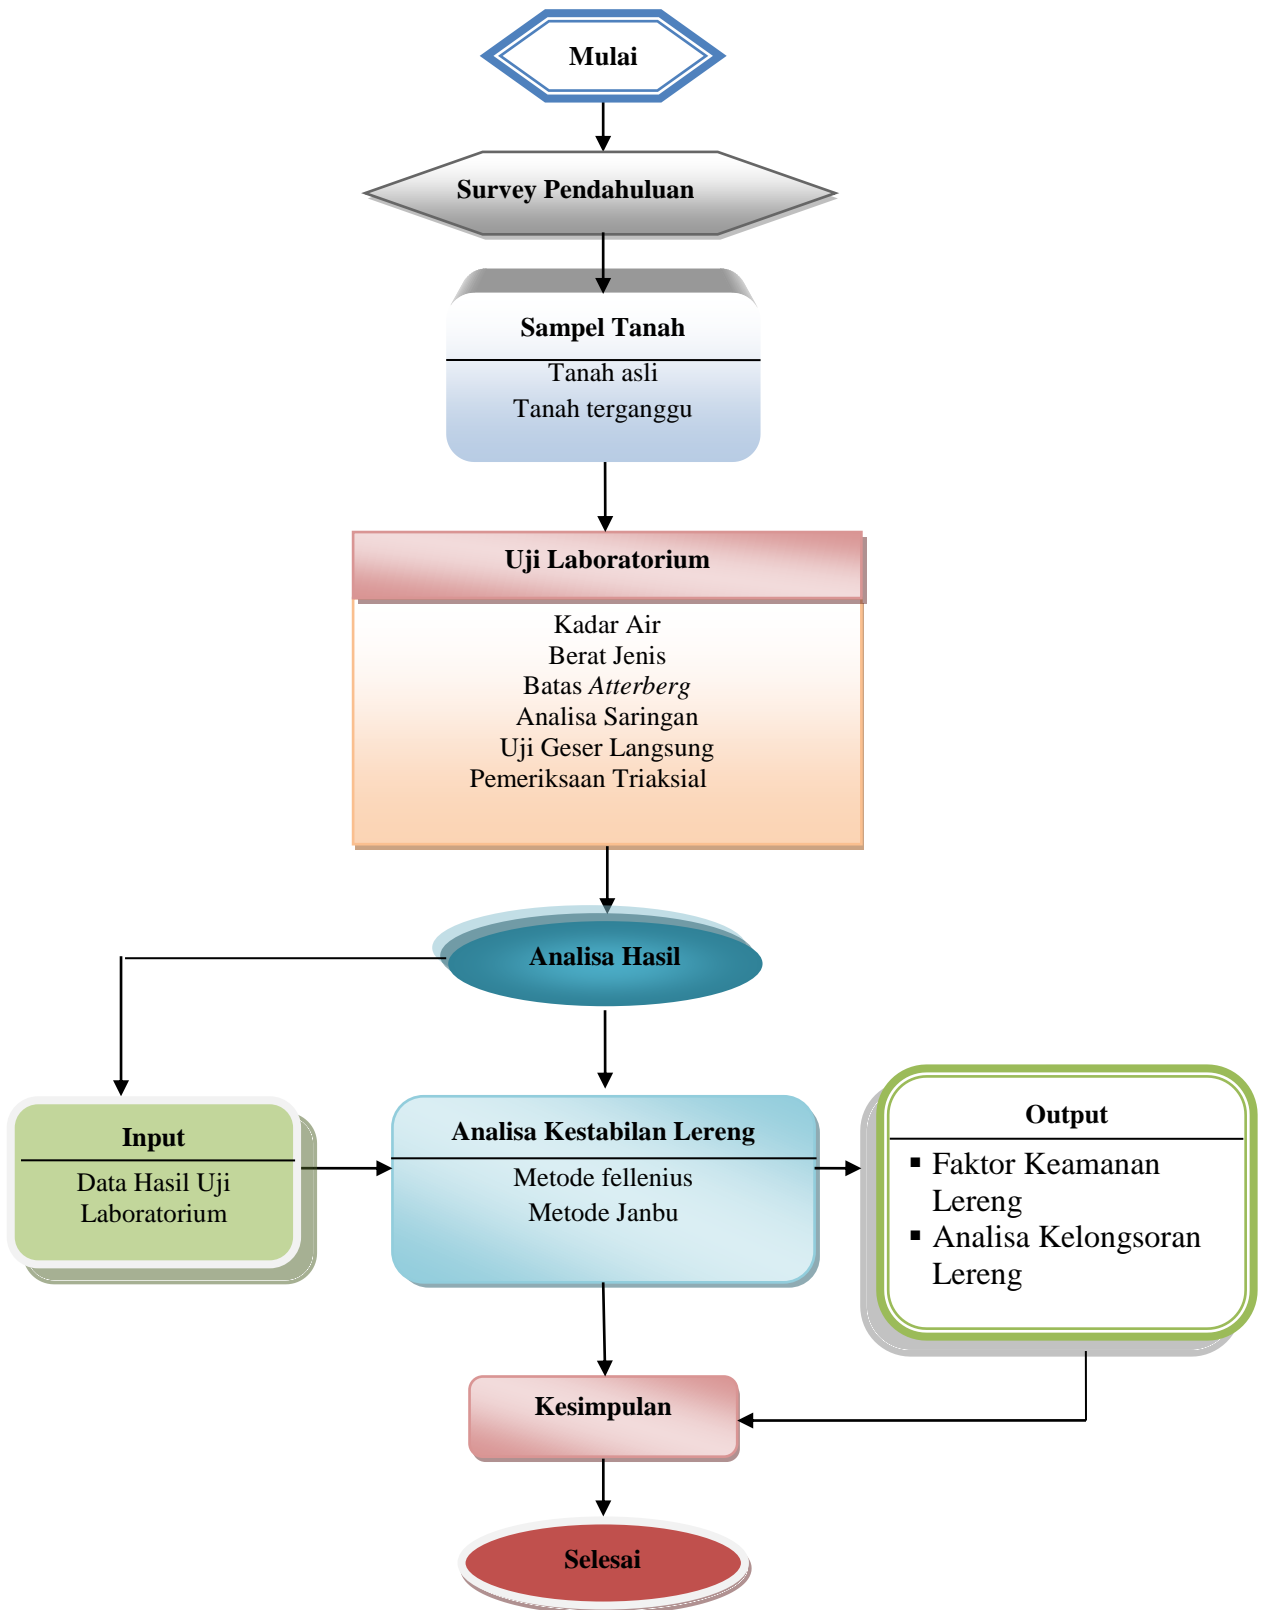 Mulai
Survey Pendahuluan
Sampel Tanah
Tanah asli
Tanah terganggu
Uji Laboratorium
Kadar Air
Berat Jenis
Batas Atterberg
Analisa Saringan
Uji Geser Langsung
Pemeriksaan Triaksial
Analisa Hasil
Input
Data Hasil Uji
Laboratorium
Analisa Kestabilan Lereng
Metode fellenius
Metode Janbu
Output
▪ Faktor Keamanan
Lereng
▪ Analisa Kelongsoran
Lereng
Kesimpulan
Selesai